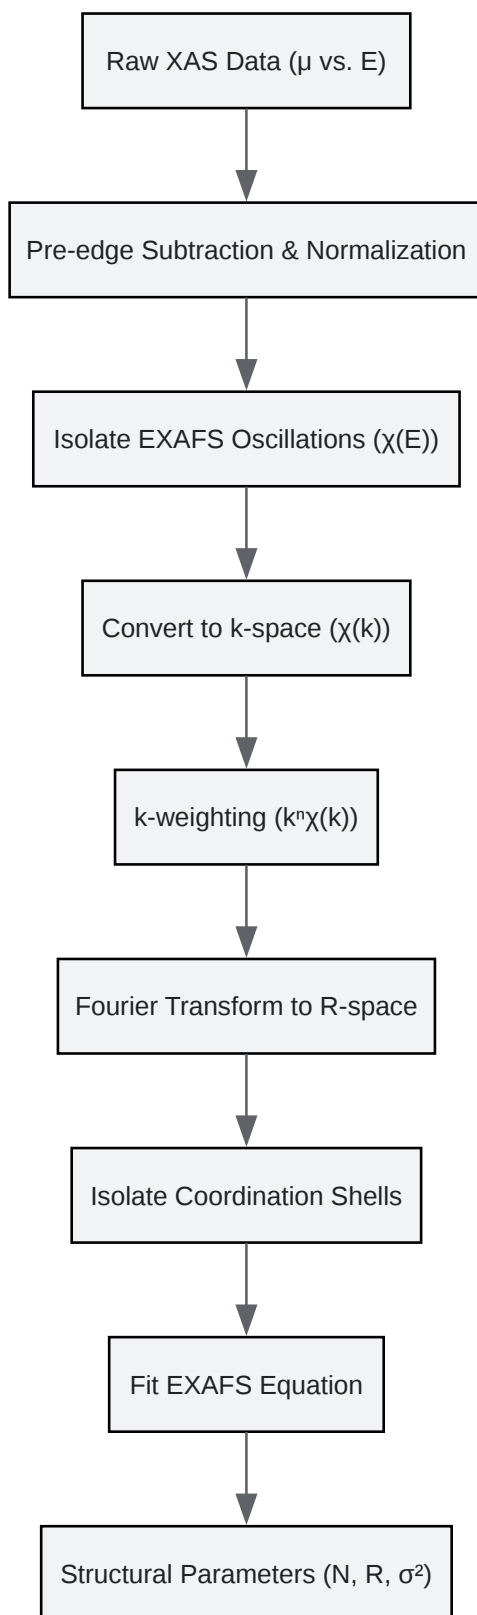 Raw XAS Data (μ vs. E)
Pre-edge Subtraction & Normalization
Isolate EXAFS Oscillations (χ(E))
Convert to k-space (χ(k))
k-weighting (kⁿχ(k))
Fourier Transform to R-space
Isolate Coordination Shells
Fit EXAFS Equation
Structural Parameters (N, R, σ²)